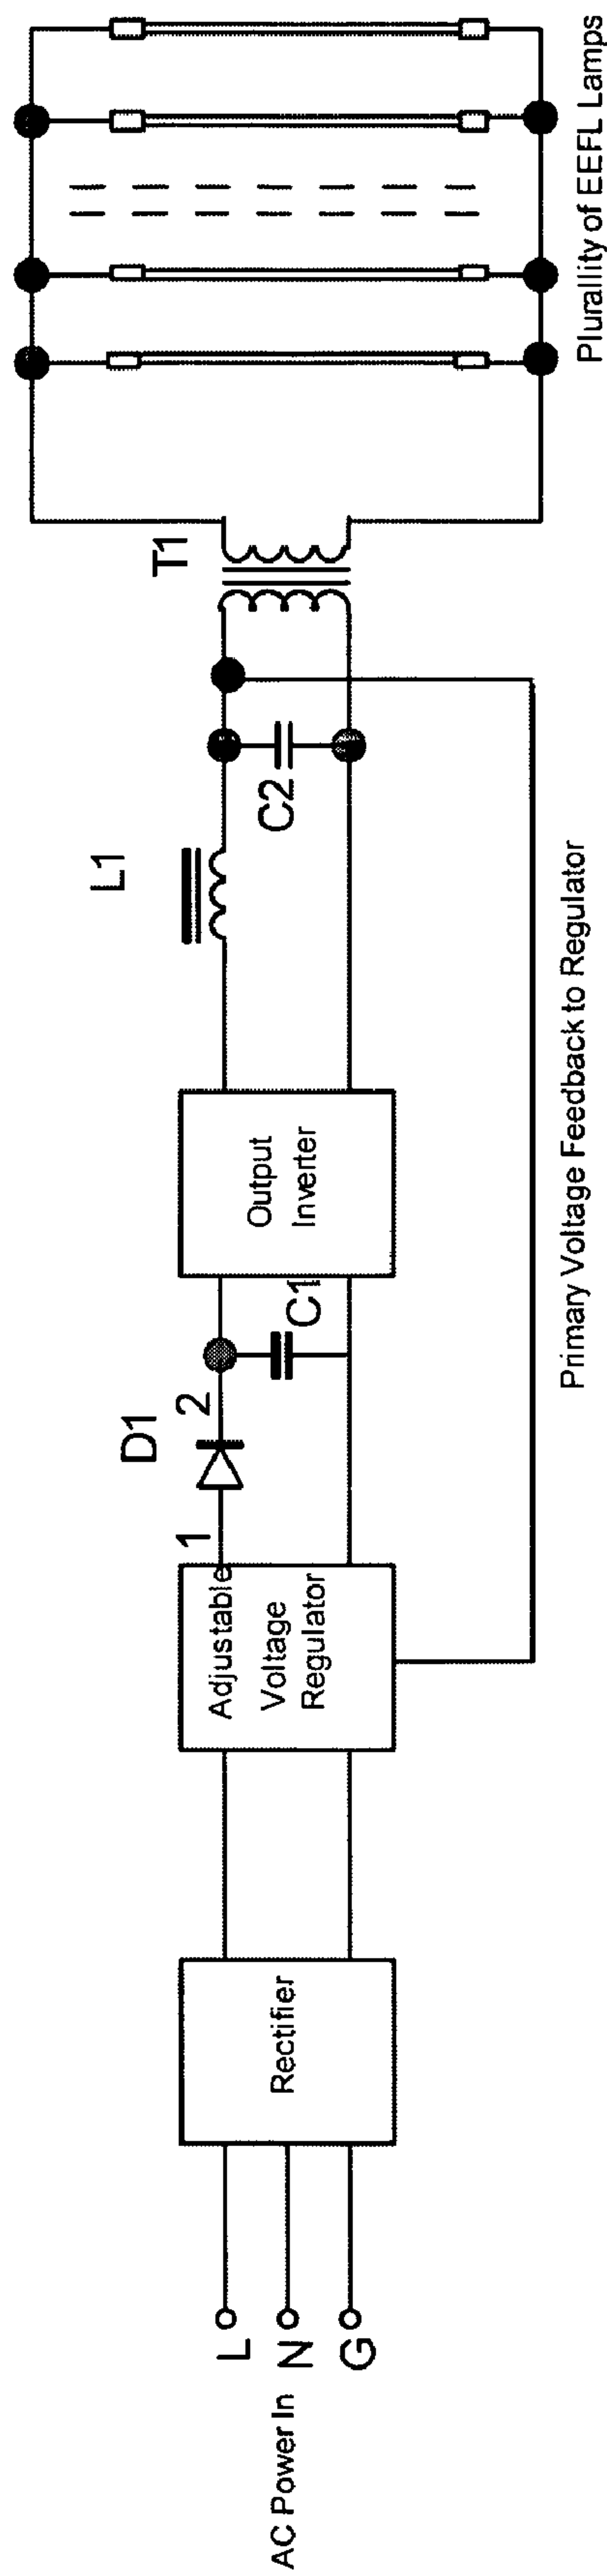 AC Power In
L
N
G
Rectifier
Adjustable
Voltage
Regulator
D1
1
2
C1
Output
Inverter
L1
C2
T1
Primary Voltage Feedback to Regulator
Plurallity of EEFL Lamps